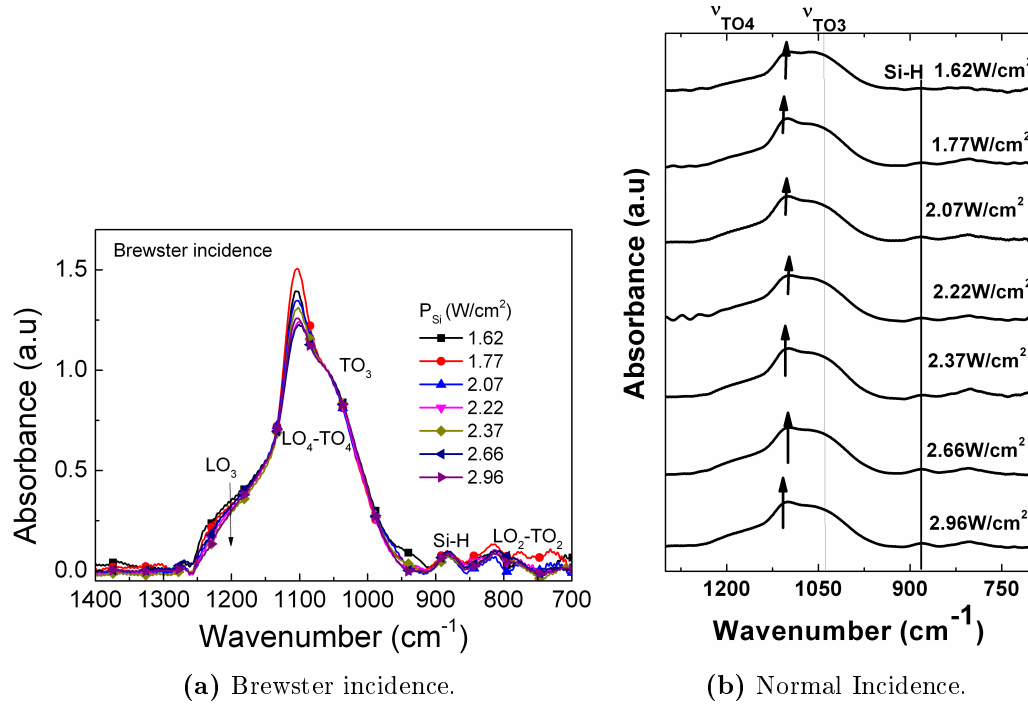 Brewster incidence
P_Si (W/cm²)
1.62
1.77
2.07
2.22
2.37
2.66
2.96
TO₃
LO₄-TO₄
LO₃
Si-H
LO₂-TO₂
Absorbance (a.u)
1.5
1.0
0.5
0.0
1400 1300 1200 1100 1000 900 800 700
Wavenumber (cm⁻¹)
(a) Brewster incidence.
ν_TO4 ν_TO3
Si-H 1.62W/cm²
1.77W/cm²
2.07W/cm²
2.22W/cm²
2.37W/cm²
2.66W/cm²
2.96W/cm²
Absorbance (a.u)
1200 1050 900 750
Wavenumber (cm⁻¹)
(b) Normal Incidence.